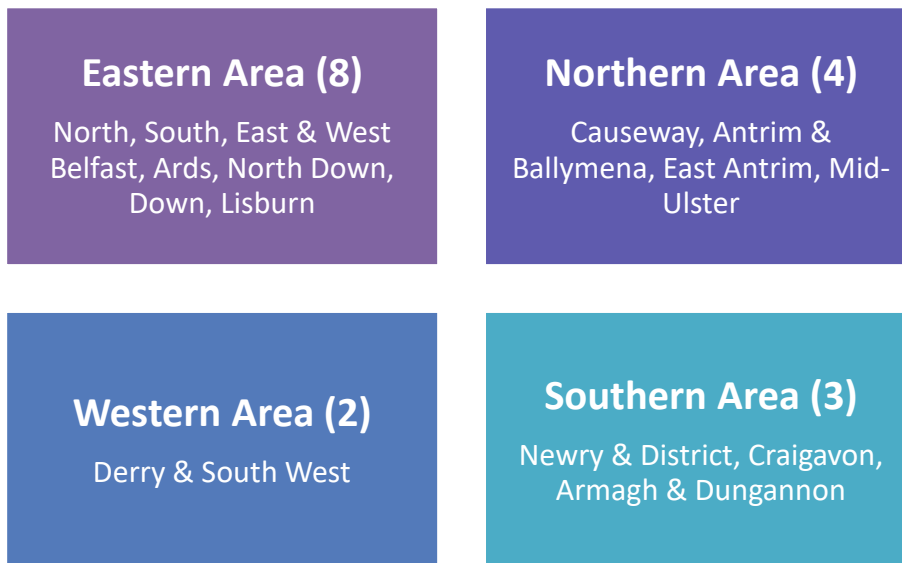 Eastern Area (8)
North, South, East & West
Belfast, Ards, North Down,
Down, Lisburn
Northern Area (4)
Causeway, Antrim &
Ballymena, East Antrim, Mid-
Ulster
Western Area (2)
Derry & South West
Southern Area (3)
Newry & District, Craigavon,
Armagh & Dungannon